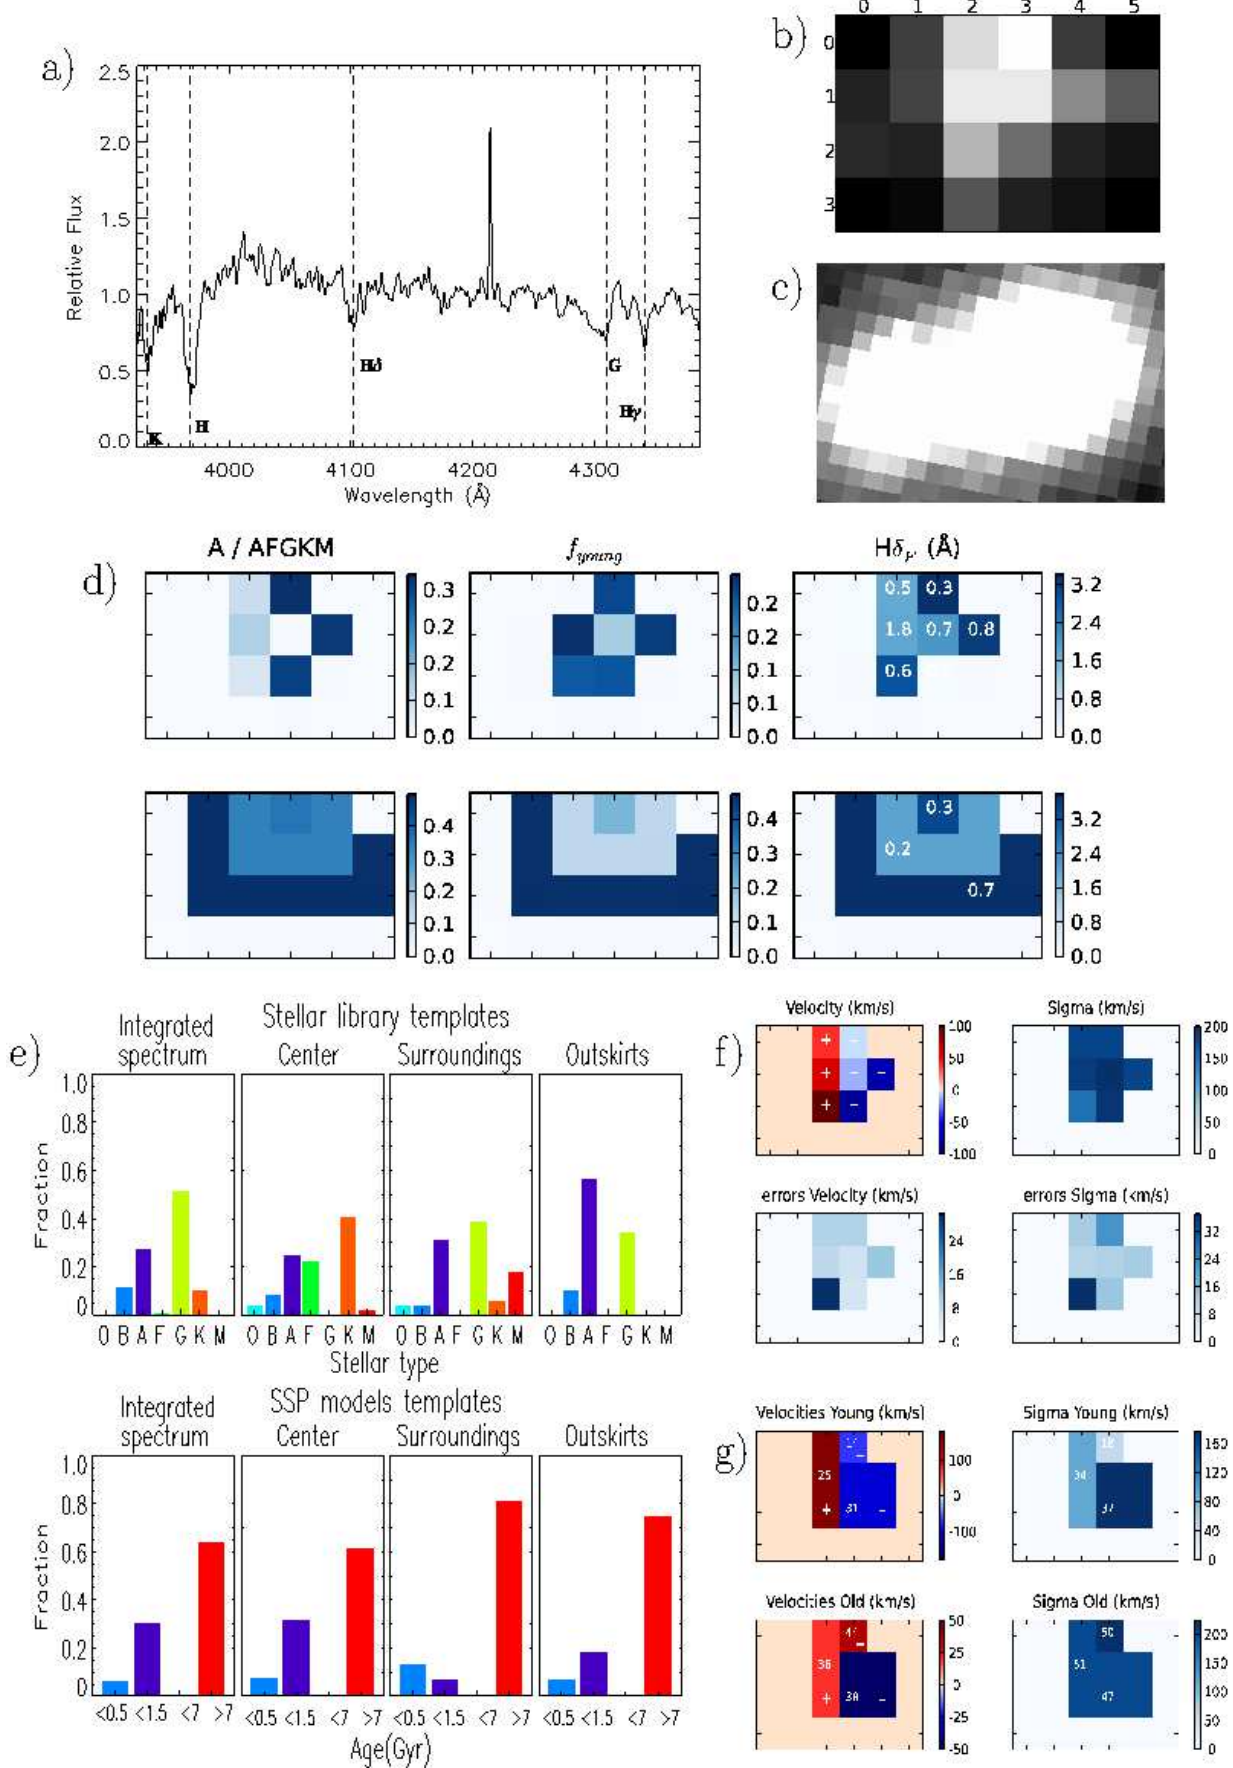 a)
2.5
2.0
1.5
1.0
0.5
0.0
Relative Flux
K
H
Hδ
G
Hγ
4000 4100 4200 4300
Wavelength (Å)
b)
0 1 2 3 4 5
0
1
2
3
c)
d)
A / AFGKM
0.3
0.2
0.2
0.1
0.0
f_young
0.2
0.2
0.1
0.1
0.0
Hδ_F (Å)
0.5 0.3
1.8 0.7 0.8
0.6
3.2
2.4
1.6
0.8
0.0
0.4
0.3
0.2
0.1
0.0
0.4
0.3
0.2
0.1
0.0
0.3
0.2
0.7
3.2
2.4
1.6
0.8
0.0
e)
Stellar library templates
Integrated spectrum
Center
Surroundings
Outskirts
1.0
0.8
0.6
0.4
0.2
0
Fraction
O B A F G K M
O B A F G K M
O B A F G K M
O B A F G K M
Stellar type
SSP models templates
Integrated spectrum
Center
Surroundings
Outskirts
1.0
0.8
0.6
0.4
0.2
0
Fraction
<0.5 <1.5 <7 >7
<0.5 <1.5 <7 >7
<0.5 <1.5 <7 >7
<0.5 <1.5 <7 >7
Age(Gyr)
f)
Velocity (km/s)
+ −
+ − −
+ −
100
50
0
-50
-100
Sigma (km/s)
200
150
100
50
0
errors Velocity (km/s)
24
16
8
0
errors Sigma (km/s)
32
24
16
8
0
g)
Velocities Young (km/s)
−
25
+ 31 −
100
0
-100
Sigma Young (km/s)
34
37
160
120
80
40
0
Velocities Old (km/s)
44
−
38
+ 38 −
50
25
0
-25
-50
Sigma Old (km/s)
50
51
47
200
150
100
50
0